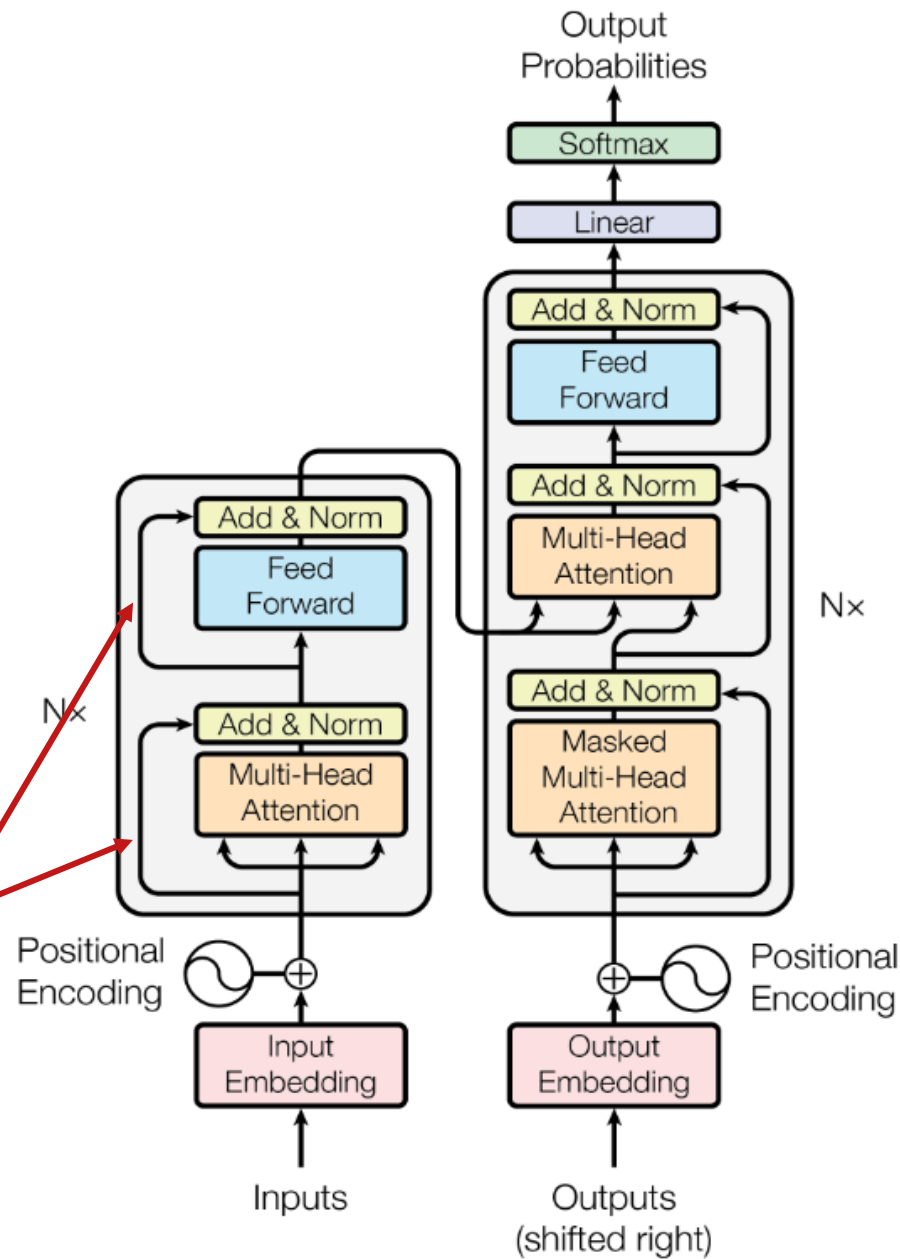 Output
Probabilities
Softmax
Linear
Add & Norm
Feed
Forward
Add & Norm
Multi-Head
Attention
Add & Norm
Masked
Multi-Head
Attention
N×
Add & Norm
Feed
Forward
Add & Norm
Multi-Head
Attention
N×
Positional
Encoding
Positional
Encoding
Input
Embedding
Output
Embedding
Inputs
Outputs
(shifted right)